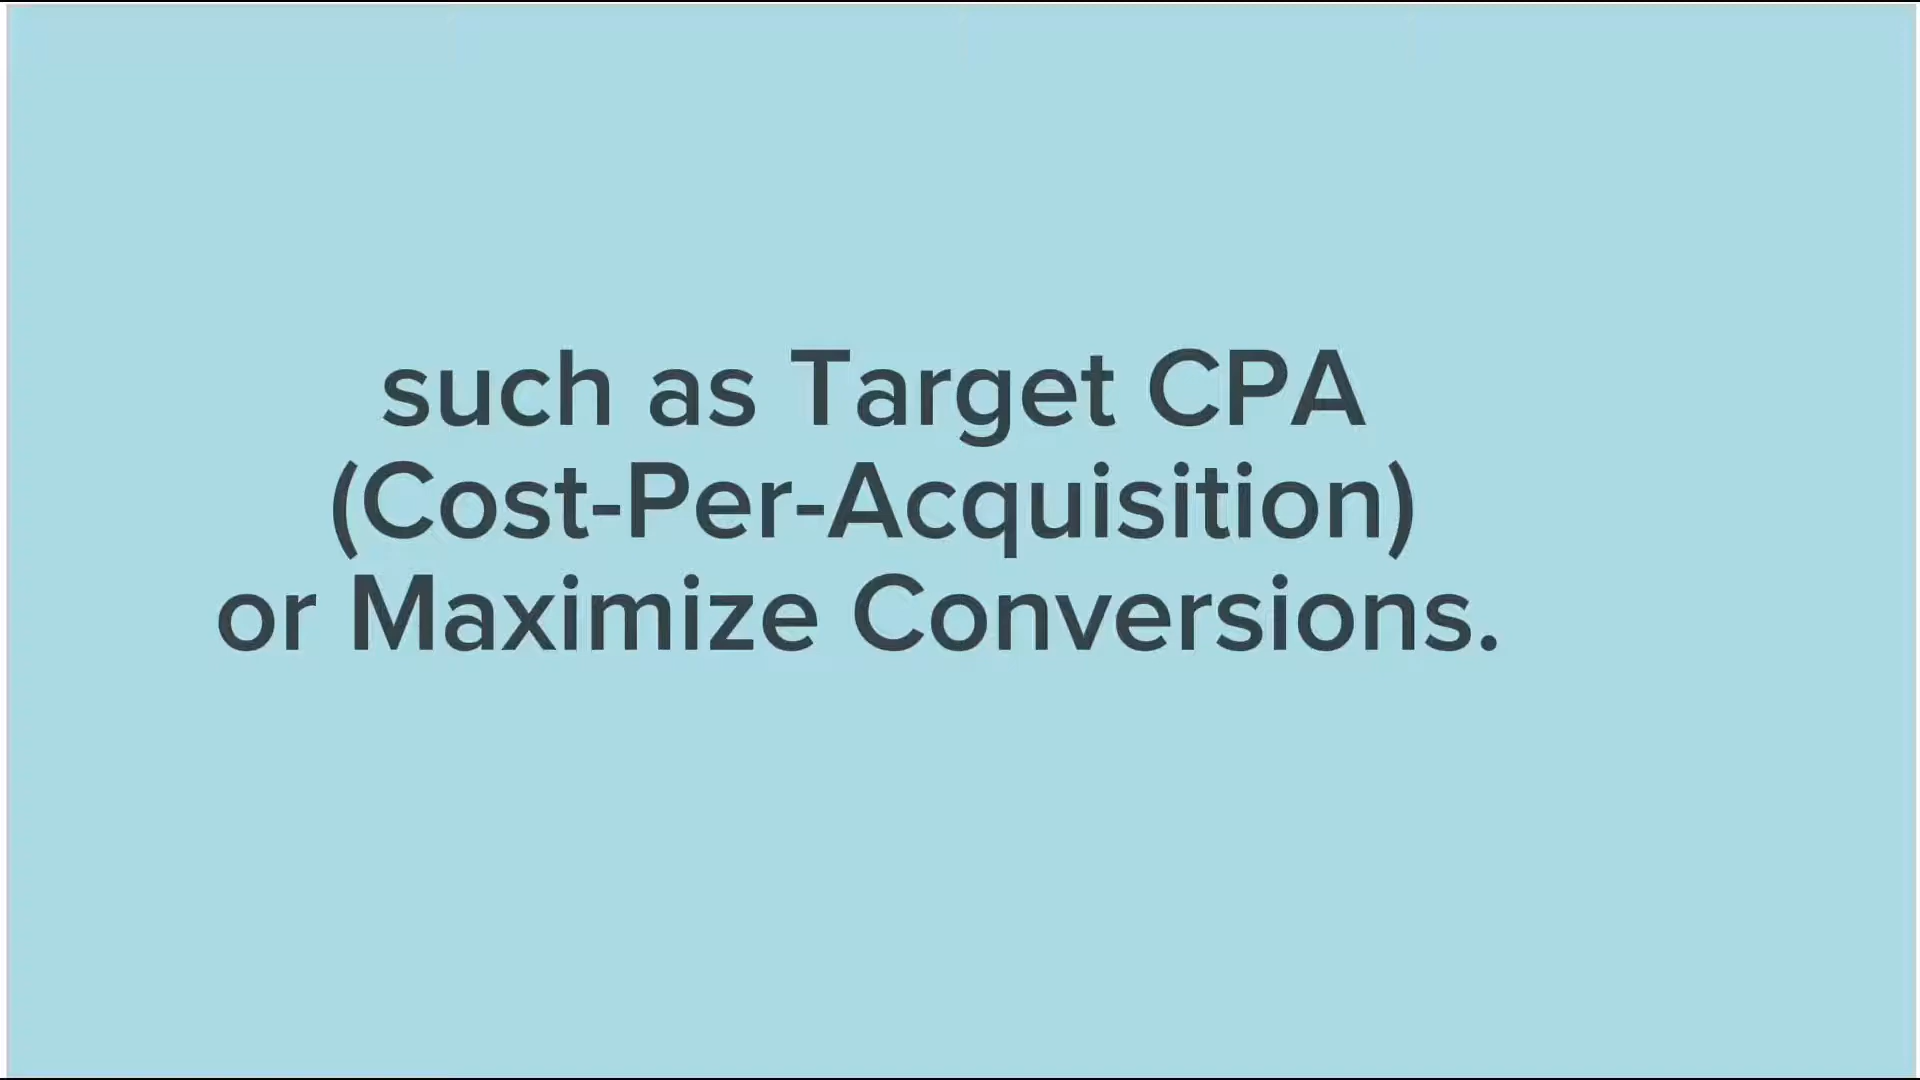 such as Target CPA
(Cost-Per-Acquisition)
or Maximize Conversions.